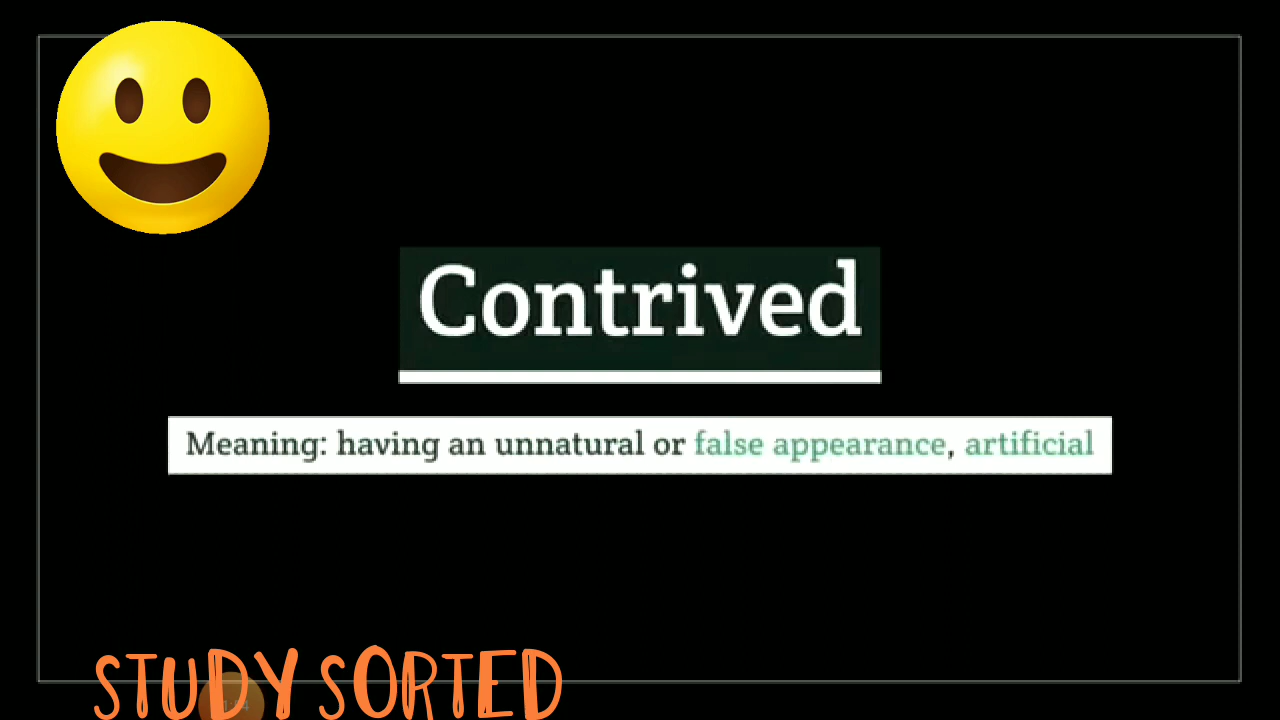 Contrived
Meaning: having an unnatural or false appearance, artificial
STUDY SORTED